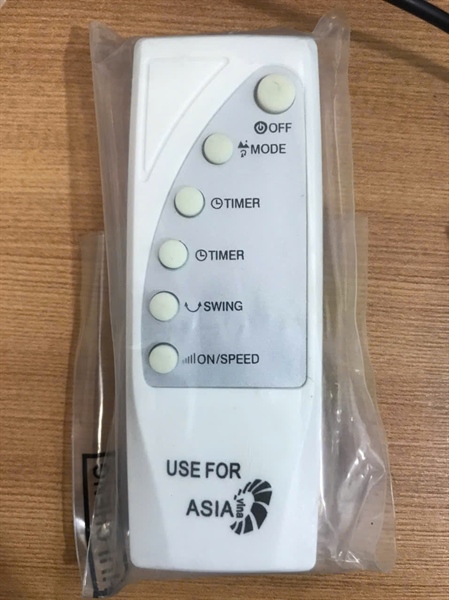 OFF
MODE
TIMER
TIMER
SWING
ON/SPEED
USE FOR
ASIA
vina